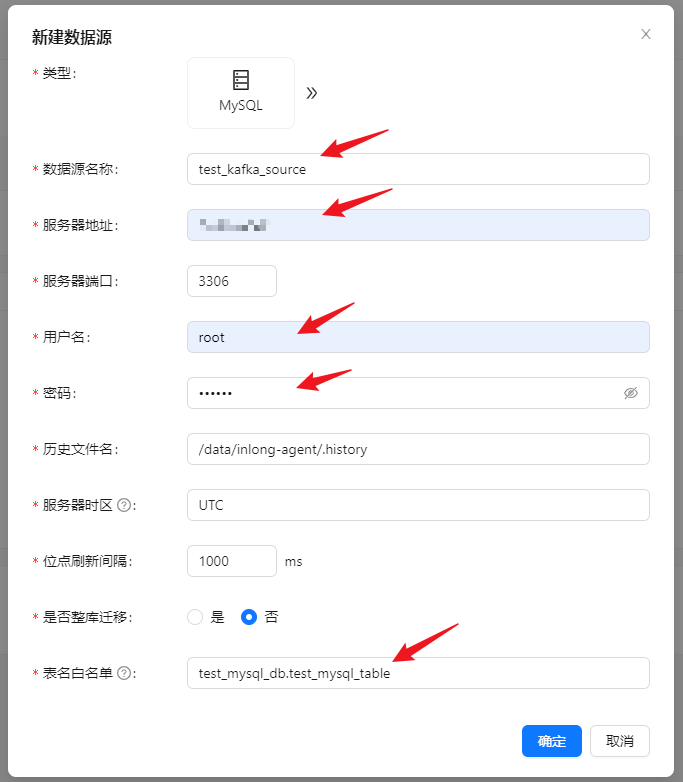 新建数据源
* 类型:
MySQL
* 数据源名称: test_kafka_source
* 服务器地址:
* 服务器端口: 3306
* 用户名: root
* 密码: ••••••
* 历史文件名: /data/inlong-agent/.history
* 服务器时区 ?: UTC
* 位点刷新间隔: 1000 ms
* 是否整库迁移: 是 否
* 表名白名单 ?: test_mysql_db.test_mysql_table
确定 取消